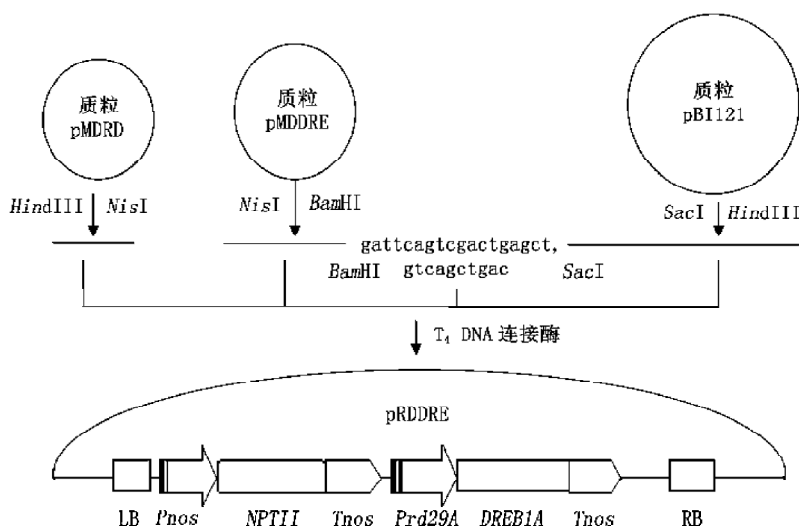 质粒
pMDRD
质粒
pMDDRE
质粒
pBI121
HindIII NisI
NisI BamHI
SacI HindIII
gattcagtcgactgagct,
gtcagctgac
BamHI
SacI
T4 DNA 连接酶
pRDDRE
LB Pnos NPTII Tnos Prd29A DREB1A Tnos RB